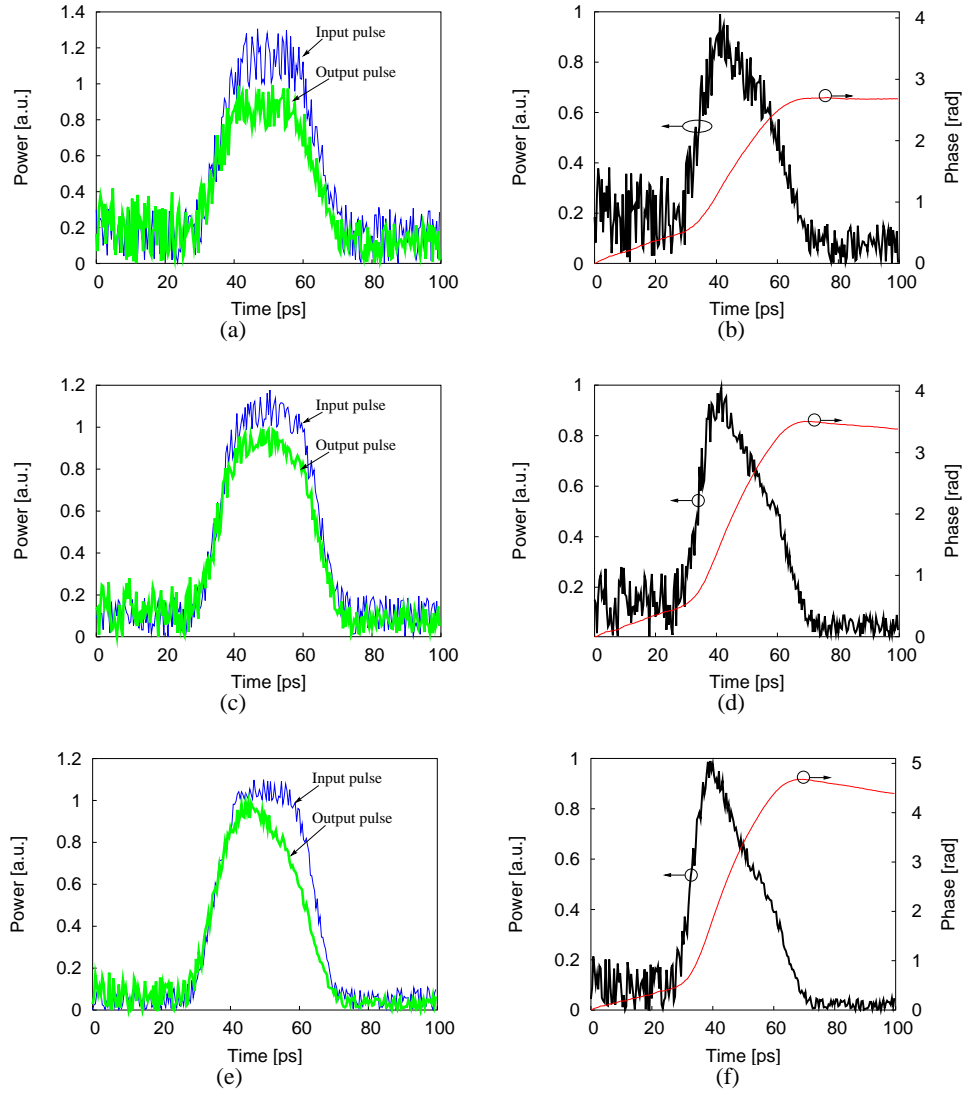 1.4
1.2
1
0.8
0.6
0.4
0.2
0
Power [a.u.]
Input pulse
Output pulse
0 20 40 60 80 100
Time [ps]
(a)
1
0.8
0.6
0.4
0.2
0
Power [a.u.]
4
3
2
1
0
Phase [rad]
0 20 40 60 80 100
Time [ps]
(b)
1.2
1
0.8
0.6
0.4
0.2
0
Power [a.u.]
Input pulse
Output pulse
0 20 40 60 80 100
Time [ps]
(c)
1
0.8
0.6
0.4
0.2
Power [a.u.]
4
3
2
1
0
Phase [rad]
0 20 40 60 80 100
Time [ps]
(d)
1.2
1
0.8
0.6
0.4
0.2
0
Power [a.u.]
Input pulse
Output pulse
0 20 40 60 80 100
Time [ps]
(e)
1
0.8
0.6
0.4
0.2
0
Power [a.u.]
5
4
3
2
1
0
Phase [rad]
0 20 40 60 80 100
Time [ps]
(f)